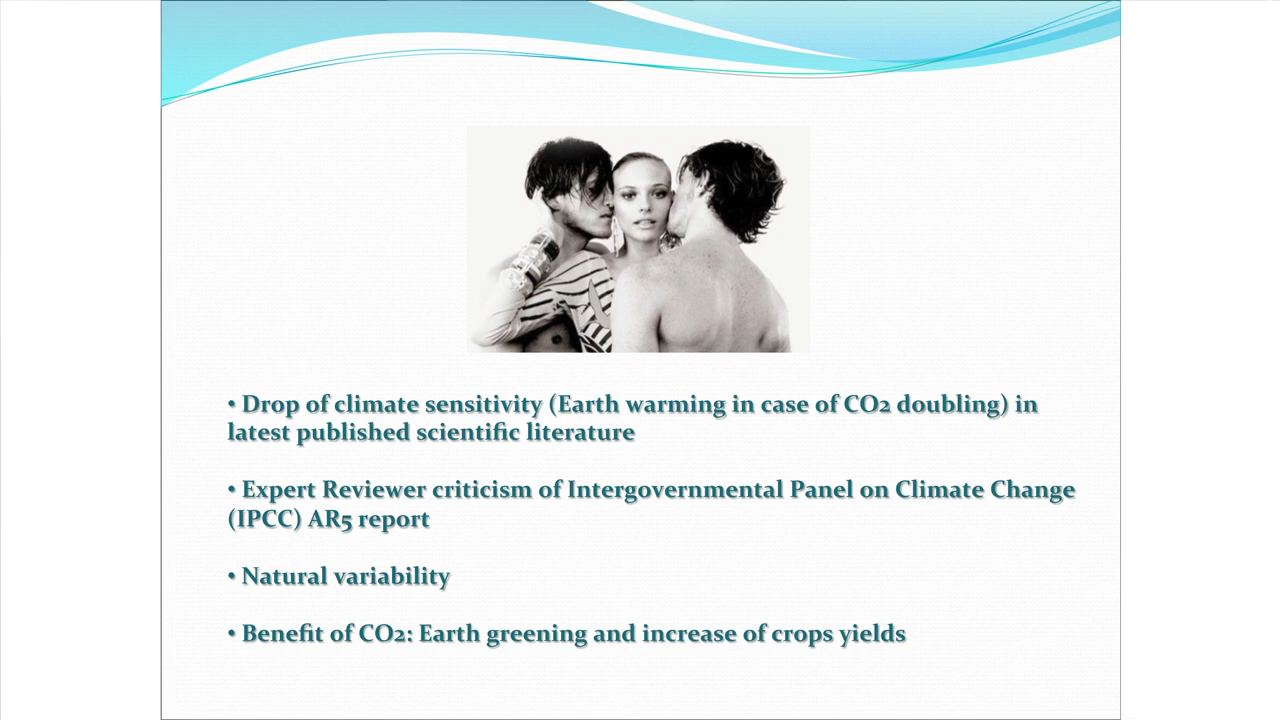 • Drop of climate sensitivity (Earth warming in case of CO2 doubling) in
latest published scientific literature
• Expert Reviewer criticism of Intergovernmental Panel on Climate Change
(IPCC) AR5 report
• Natural variability
• Benefit of CO2: Earth greening and increase of crops yields